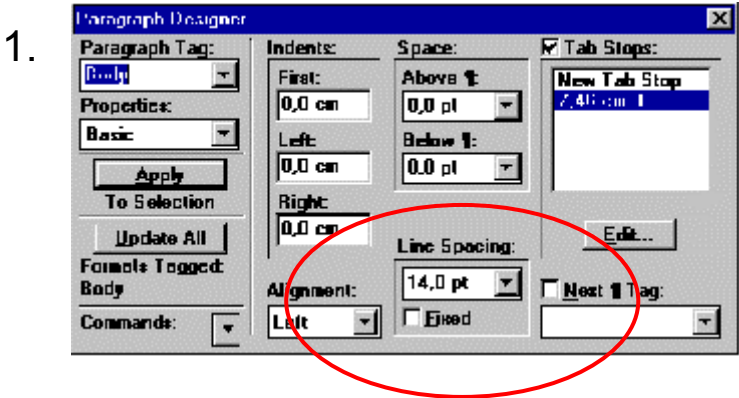 1.
Paragraph Designer
Paragraph Tag:
Body
Properties:
Basic
Apply
To Selection
Update All
Formats Tagged:
Body
Commands:
Indents:
First:
0,0 cm
Left:
0,0 cm
Right:
0,0 cm
Alignment:
Left
Space:
Above ¶:
0,0 pt
Below ¶:
0.0 pt
Line Spacing:
14,0 pt
Fixed
Tab Stops:
New Tab Stop
Edit...
Next ¶ Tag: